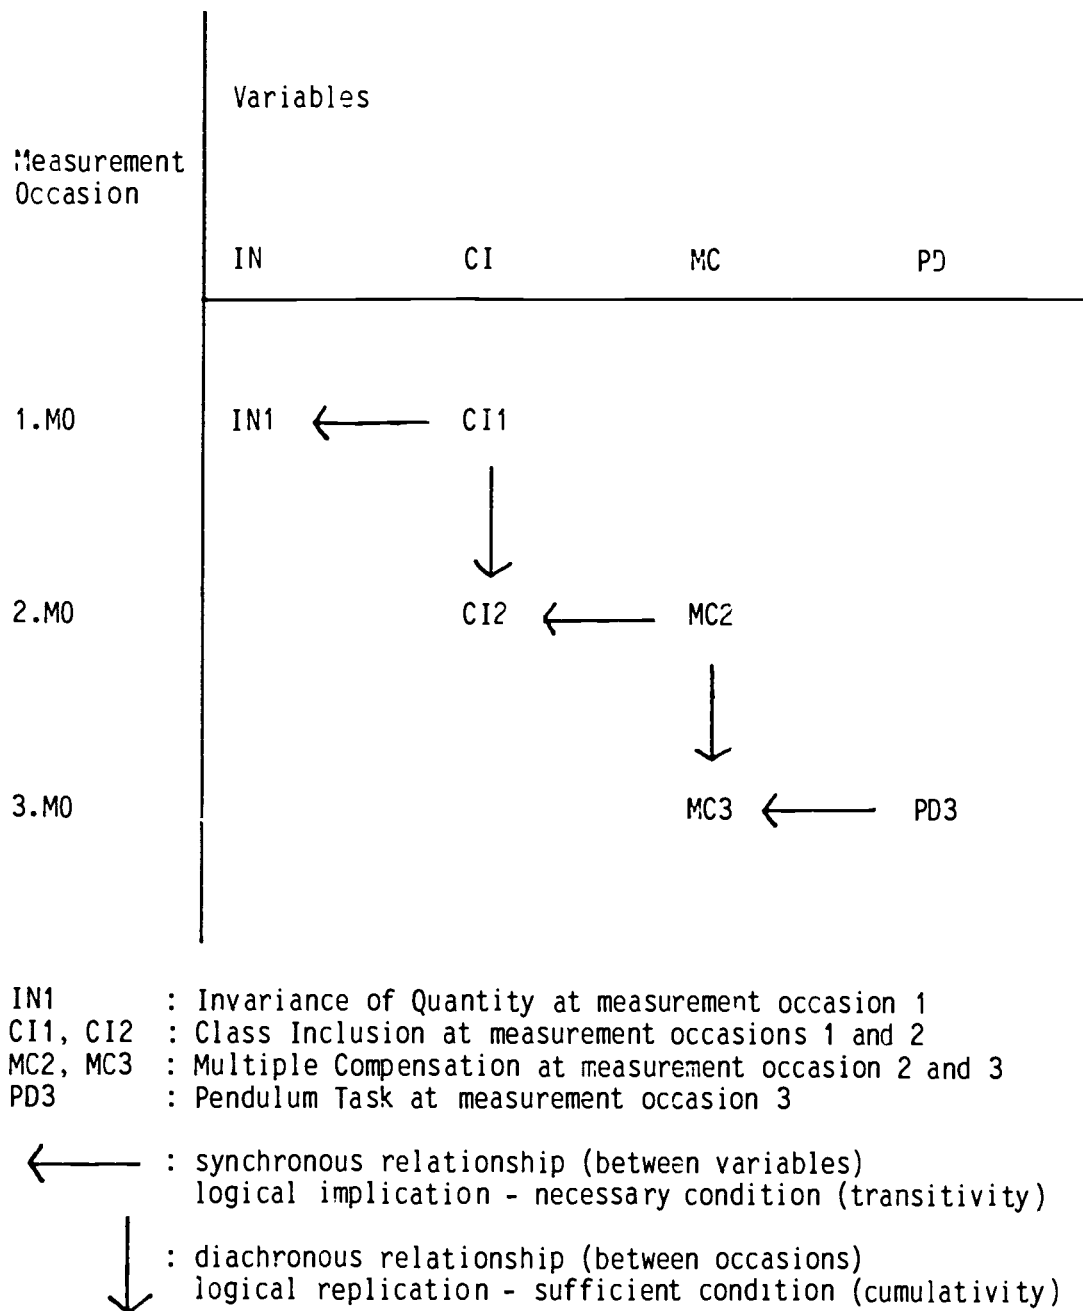 Variables
Measurement
Occasion
IN CI MC PD
1.MO IN1 CI1
2.MO CI2 MC2
3.MO MC3 PD3
IN1 : Invariance of Quantity at measurement occasion 1
CI1, CI2 : Class Inclusion at measurement occasions 1 and 2
MC2, MC3 : Multiple Compensation at measurement occasion 2 and 3
PD3 : Pendulum Task at measurement occasion 3
: synchronous relationship (between variables)
logical implication - necessary condition (transitivity)
: diachronous relationship (between occasions)
logical replication - sufficient condition (cumulativity)